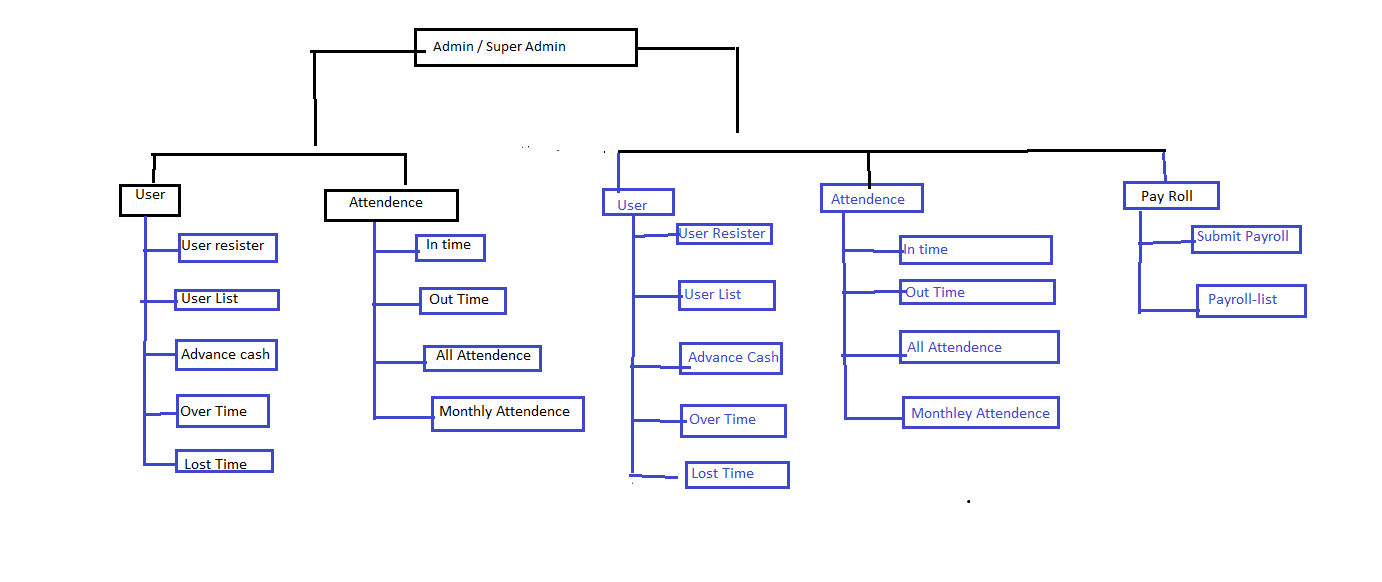 Admin / Super Admin
User
User resister
User List
Advance cash
Over Time
Lost Time
Attendence
In time
Out Time
All Attendence
Monthly Attendence
User
User Resister
User List
Advance Cash
Over Time
Lost Time
Attendence
In time
Out Time
All Attendence
Monthley Attendence
Pay Roll
Submit Payroll
Payroll-list